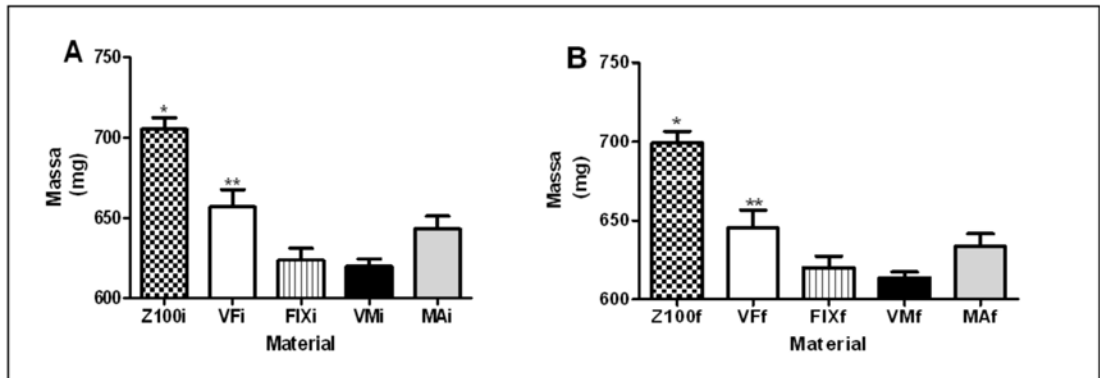 A
750
700
650
600
Massa
(mg)
*
**
Z100i VFi FIXi VMi MAi
Material
B
750
700
650
600
Massa
(mg)
*
**
Z100f VFf FIXf VMf MAf
Material